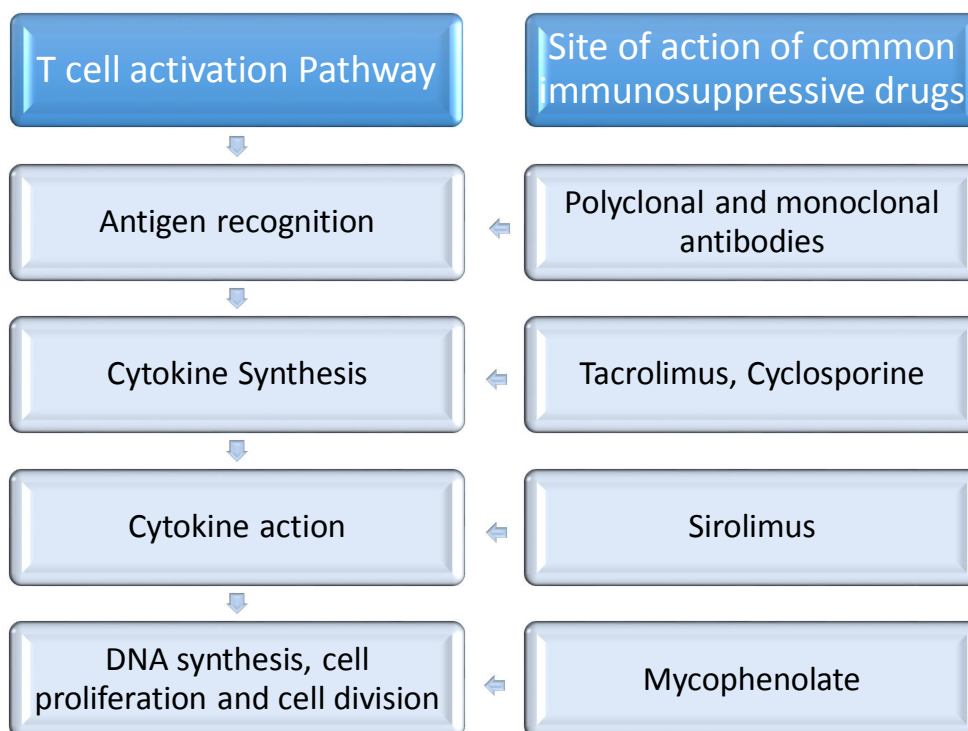 T cell activation Pathway
Site of action of common
immunosuppressive drugs
Antigen recognition
Polyclonal and monoclonal
antibodies
Cytokine Synthesis
Tacrolimus, Cyclosporine
Cytokine action
Sirolimus
DNA synthesis, cell
proliferation and cell division
Mycophenolate